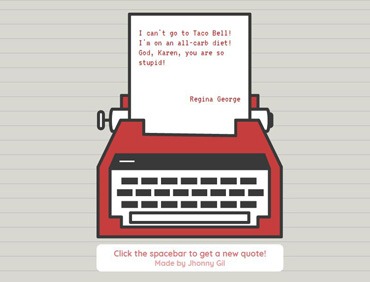 I can't go to Taco Bell!
I'm on an all-carb diet!
God, Karen, you are so
stupid!
Regina George
Click the spacebar to get a new quote!
Made by Jhonny Gil